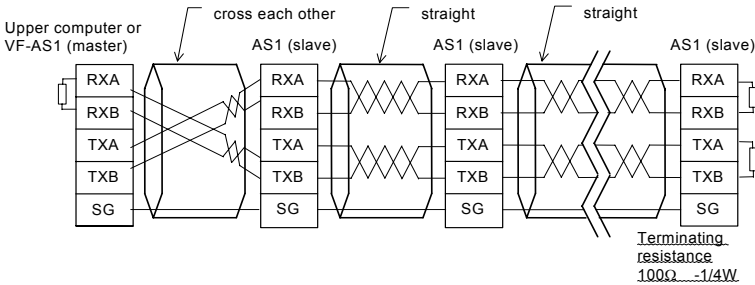 cross each other
straight
straight
Upper computer or
VF-AS1 (master)
AS1 (slave)
AS1 (slave)
AS1 (slave)
RXA
RXB
TXA
TXB
SG
RXA
RXB
TXA
TXB
SG
RXA
RXB
TXA
TXB
SG
RXA
RXB
TXA
TXB
SG
Terminating
resistance
100Ω -1/4W